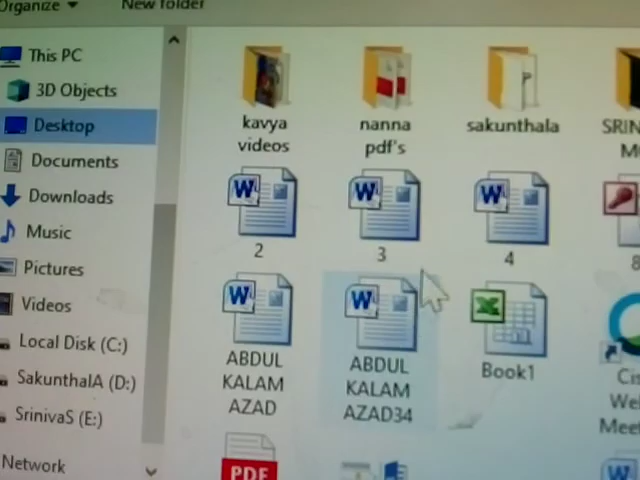 Organize New folder
This PC
3D Objects
Desktop
Documents
Downloads
Music
Pictures
Videos
Local Disk (C:)
SakunthalA (D:)
SrinivaS (E:)
Network
kavya
videos
nanna
pdf's
sakunthala
2
3
4
8
ABDUL
KALAM
AZAD
ABDUL
KALAM
AZAD34
Book1
PDF